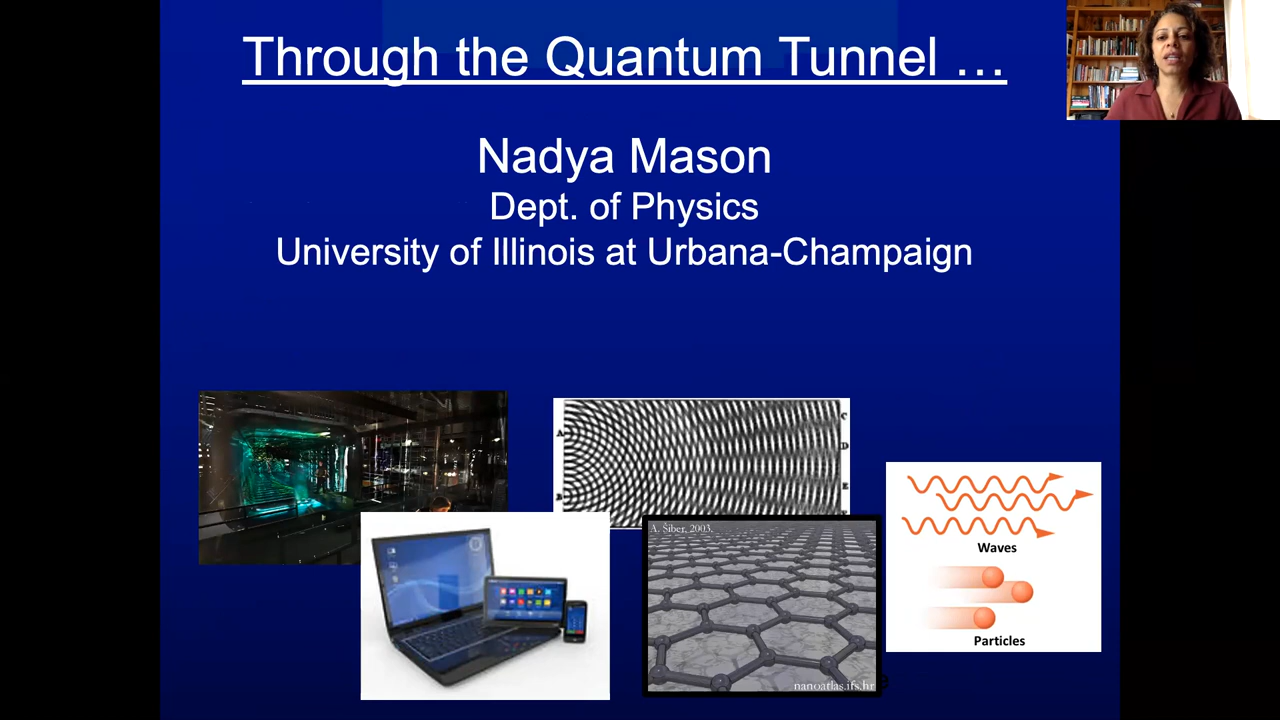 Through the Quantum Tunnel …
Nadya Mason
Dept. of Physics
University of Illinois at Urbana-Champaign
A
B
C
D
E
A. Šiber, 2003.
nanoatlas.ifs.hr
Waves
Particles